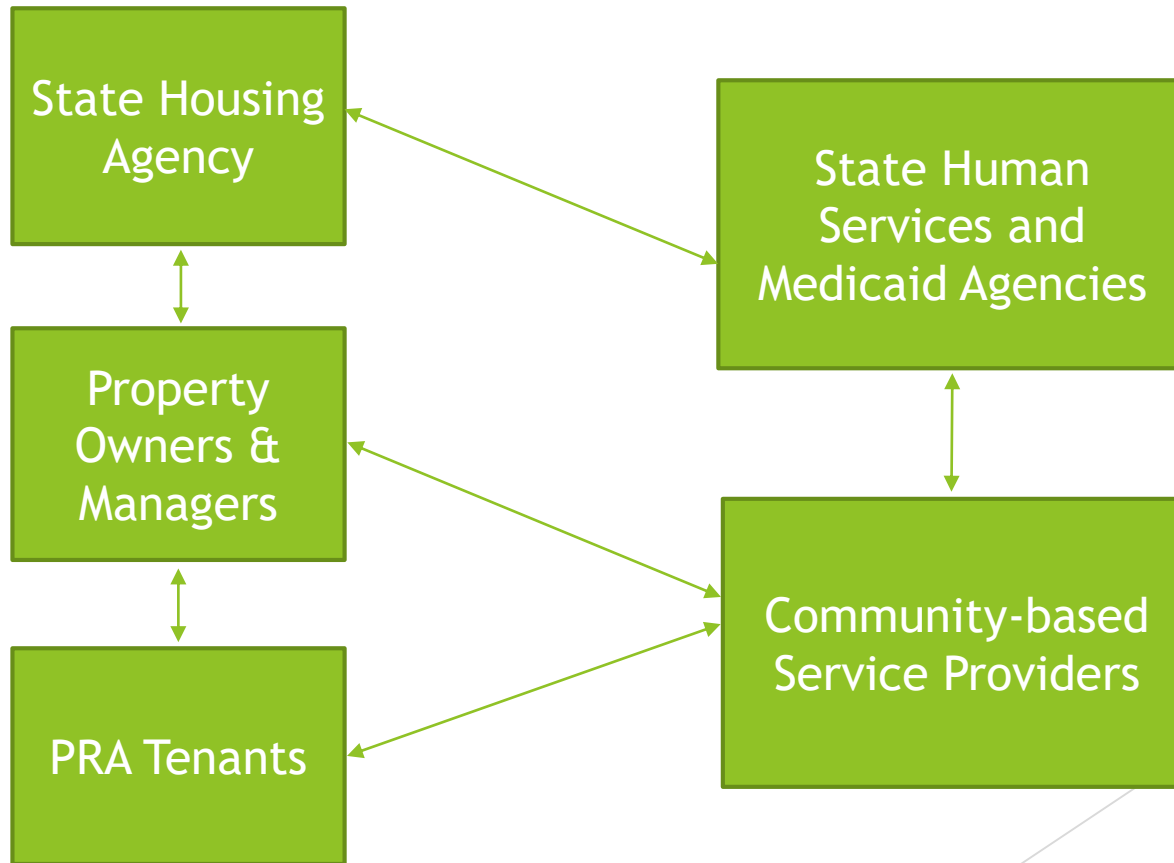 State Housing
Agency
State Human
Services and
Medicaid Agencies
Property
Owners &
Managers
Community-based
Service Providers
PRA Tenants